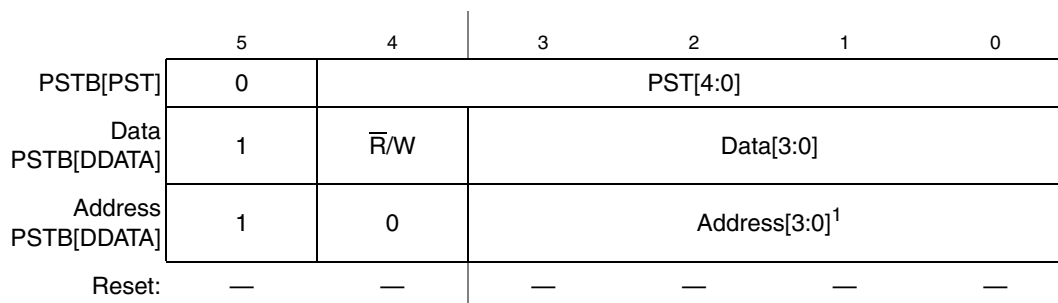 5 4 3 2 1 0
PSTB[PST] 0 PST[4:0]
Data
PSTB[DDATA] 1 R̅/W Data[3:0]
Address
PSTB[DDATA] 1 0 Address[3:0]¹
Reset: — — — — — —